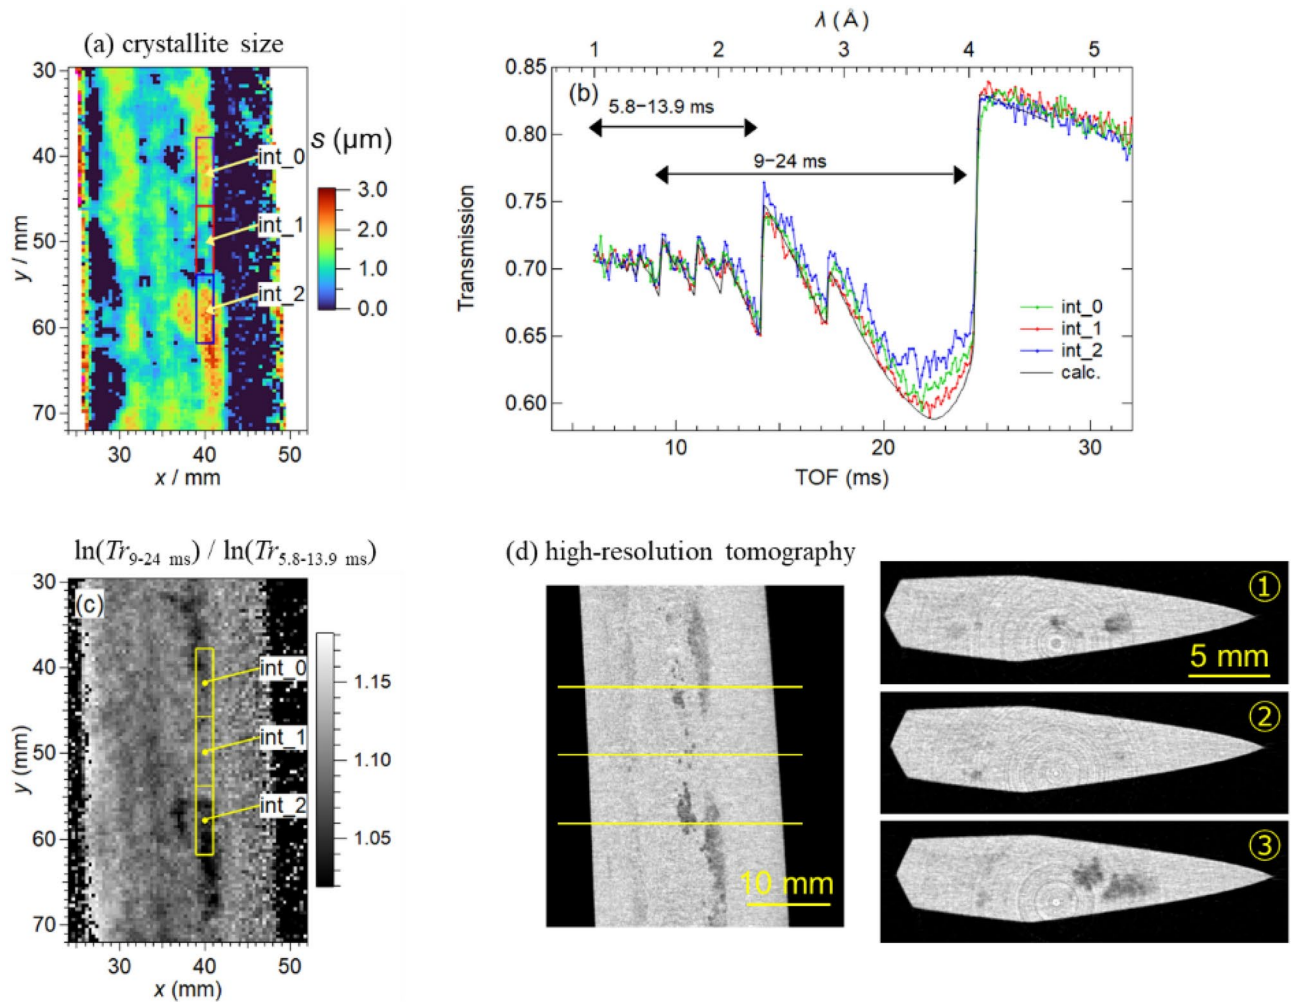 (a) crystallite size
30
40
50
60
70
y / mm
30
40
50
x / mm
int_0
int_1
int_2
s (µm)
3.0
2.0
1.0
0.0
λ (Å)
1
2
3
4
5
(b)
5.8−13.9 ms
9−24 ms
0.85
0.80
0.75
0.70
0.65
0.60
Transmission
int_0
int_1
int_2
calc.
10
20
30
TOF (ms)
ln(Tr9-24 ms) / ln(Tr5.8-13.9 ms)
(c)
30
40
50
60
70
y (mm)
30
40
50
x (mm)
int_0
int_1
int_2
1.15
1.10
1.05
(d) high-resolution tomography
10 mm
①
5 mm
②
③